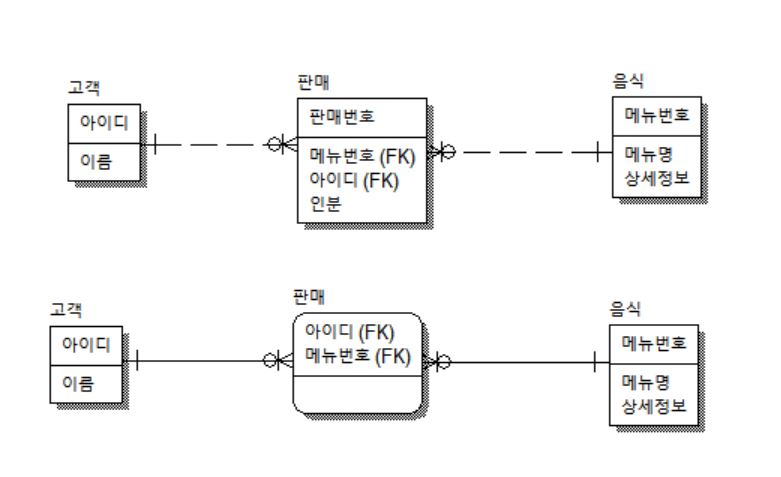 고객
아이디
이름
판매
판매번호
메뉴번호 (FK)
아이디 (FK)
인분
음식
메뉴번호
메뉴명
상세정보
고객
아이디
이름
판매
아이디 (FK)
메뉴번호 (FK)
음식
메뉴번호
메뉴명
상세정보